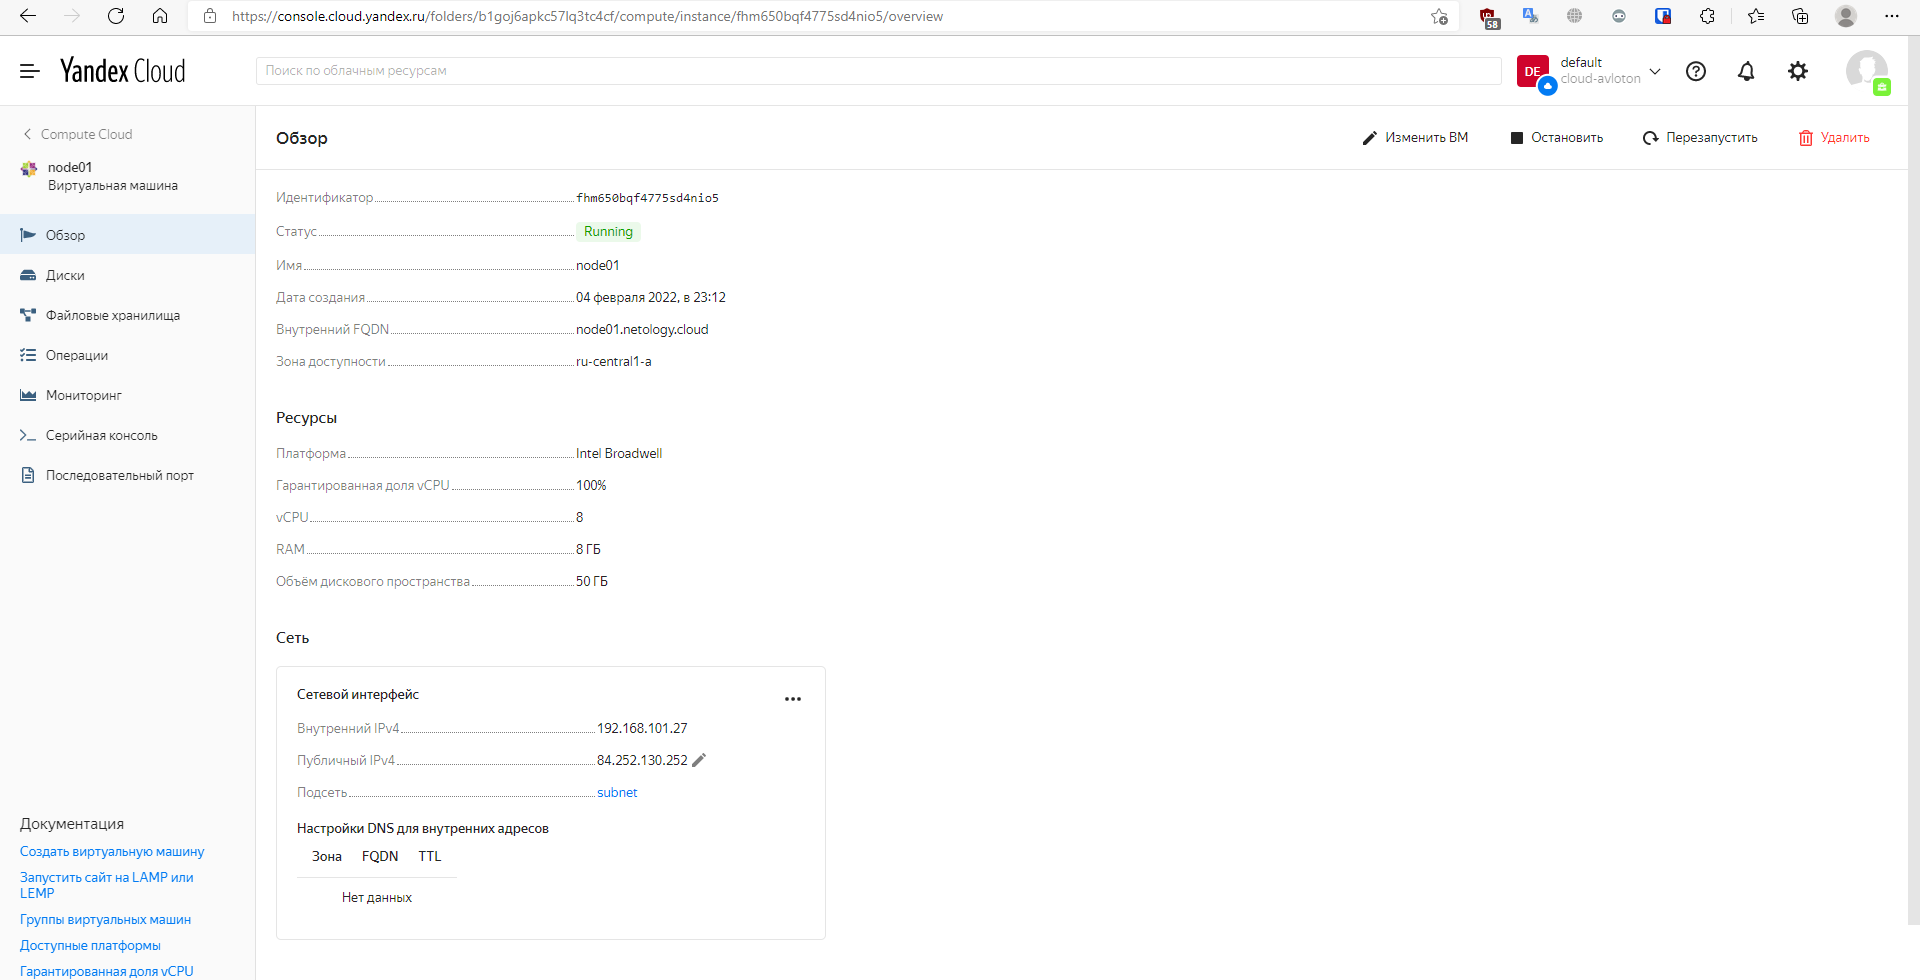 https://console.cloud.yandex.ru/folders/b1goj6apkc57lq3tc4cf/compute/instance/fhm650bqf4775sd4nio5/overview
58
Yandex Cloud
Поиск по облачным ресурсам
DE
default
cloud-avloton
Compute Cloud
node01
Виртуальная машина
Обзор
Диски
Файловые хранилища
Операции
Мониторинг
Серийная консоль
Последовательный порт
Документация
Создать виртуальную машину
Запустить сайт на LAMP или
LEMP
Группы виртуальных машин
Доступные платформы
Гарантированная доля vCPU
Обзор
Изменить ВМ
Остановить
Перезапустить
Удалить
Идентификатор fhm650bqf4775sd4nio5
Статус Running
Имя node01
Дата создания 04 февраля 2022, в 23:12
Внутренний FQDN node01.netology.cloud
Зона доступности ru-central1-a
Ресурсы
Платформа Intel Broadwell
Гарантированная доля vCPU 100%
vCPU 8
RAM 8 ГБ
Объём дискового пространства 50 ГБ
Сеть
Сетевой интерфейс
Внутренний IPv4 192.168.101.27
Публичный IPv4 84.252.130.252
Подсеть subnet
Настройки DNS для внутренних адресов
Зона FQDN TTL
Нет данных